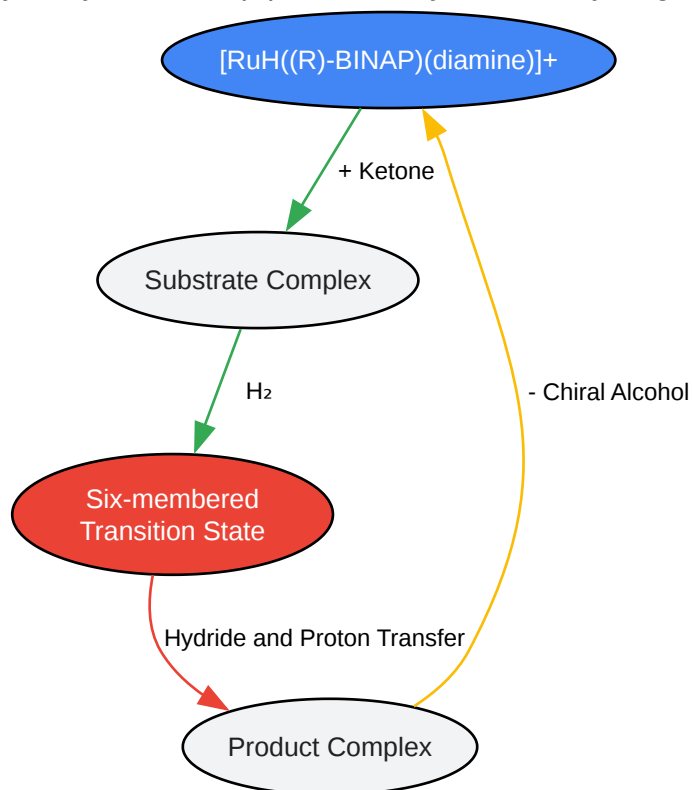 [RuH((R)-BINAP)(diamine)]+
+ Ketone
Substrate Complex
H₂
- Chiral Alcohol
Six-membered
Transition State
Hydride and Proton Transfer
Product Complex